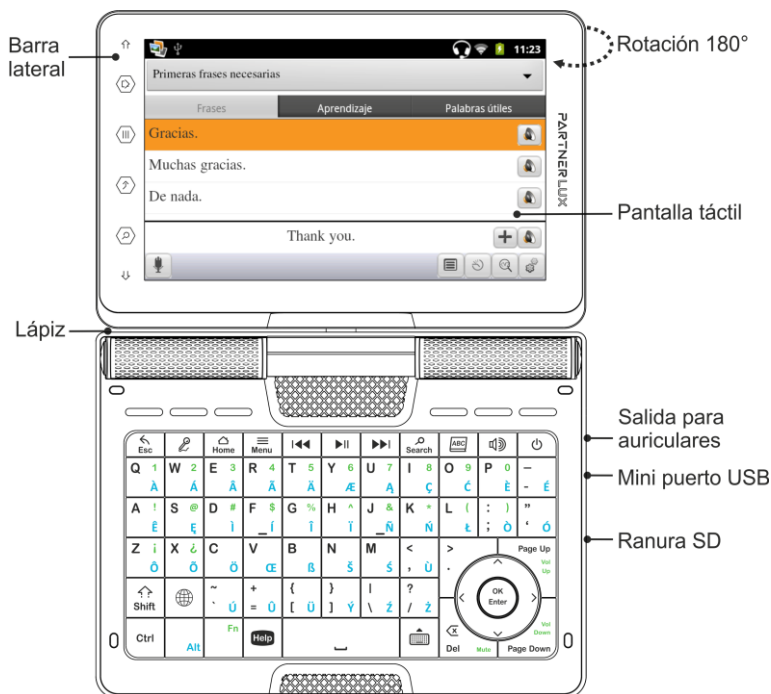 Barra
lateral
11:23
Rotación 180°
Primeras frases necesarias
Frases Aprendizaje Palabras útiles
Gracias.
Muchas gracias.
De nada.
Thank you.
PARTNERLUX
Pantalla táctil
Lápiz
Salida para
auriculares
Mini puerto USB
Ranura SD
Esc Home Menu Search ABC
Q 1 W 2 E 3 R 4 T 5 Y 6 U 7 I 8 O 9 P 0 –
À Á Â Ã Ä Æ Ą Ç Ć È - É
A ! S @ D # F $ G % H ^ J & K * L ( : ) "
Ê Ę Ì _ Í Î Ï _ Ñ Ń Ł ; Ò ' Ó
Z ¡ X ¿ C V B N M < > Page Up
Ô Õ Ö Œ ß Š Ś , Ù . Vol Up
Shift ~ + { } | ? OK
` Ú = Û [ Ü ] Ý \ Ź / Ż Enter
Ctrl Alt Fn Help Del Mute Vol Down Page Down